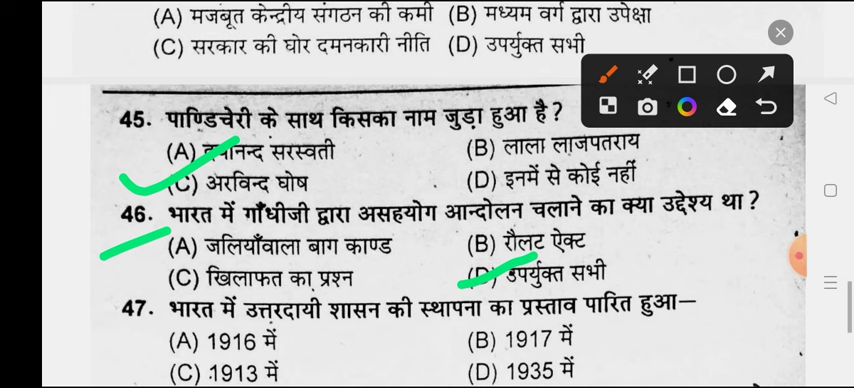 (A) मजबूत केन्द्रीय संगठन की कमी (B) मध्यम वर्ग द्वारा उपेक्षा
(C) सरकार की घोर दमनकारी नीति (D) उपर्युक्त सभी
45. पाण्डिचेरी के साथ किसका नाम जुड़ा हुआ है ?
(A) दयानन्द सरस्वती (B) लाला लाजपतराय
(C) अरविन्द घोष (D) इनमें से कोई नहीं
46. भारत में गाँधीजी द्वारा असहयोग आन्दोलन चलाने का क्या उद्देश्य था ?
(A) जलियाँवाला बाग काण्ड (B) रौलट ऐक्ट
(C) खिलाफत का प्रश्न (D) उपर्युक्त सभी
47. भारत में उत्तरदायी शासन की स्थापना का प्रस्ताव पारित हुआ—
(A) 1916 में (B) 1917 में
(C) 1913 में (D) 1935 में